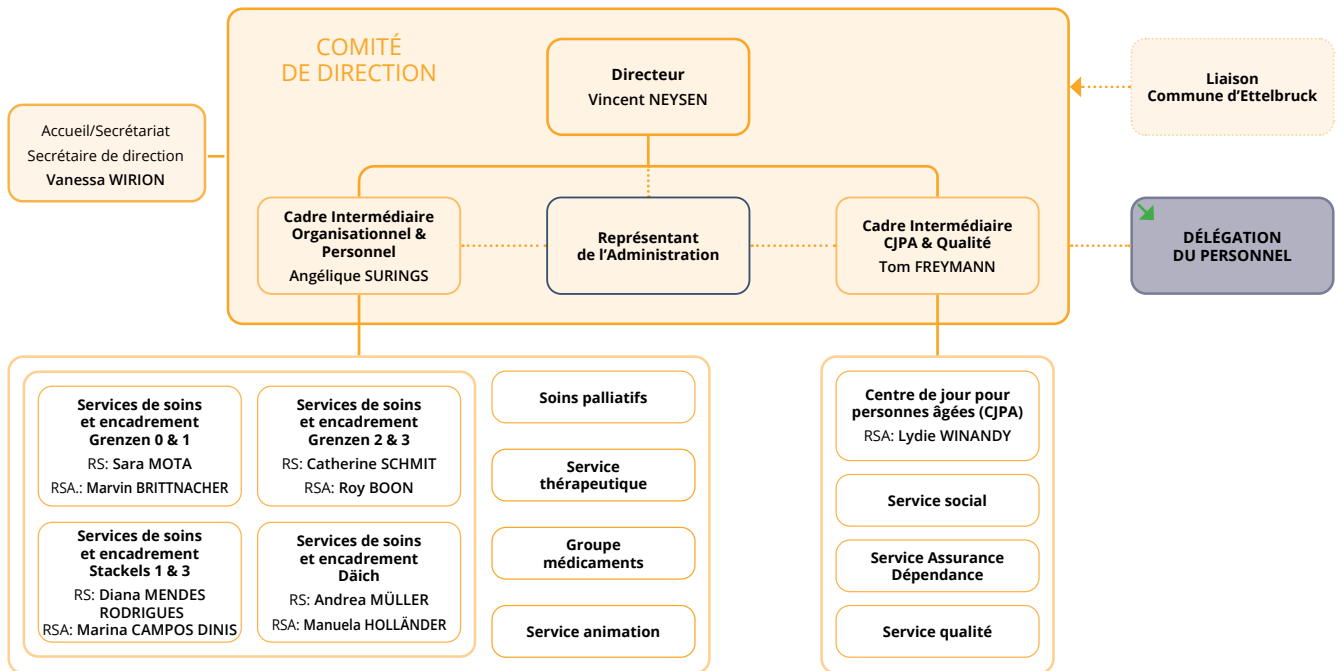 COMITÉ
DE DIRECTION
Directeur
Vincent NEYSEN
Liaison
Commune d'Ettelbruck
Accueil/Secrétariat
Secrétaire de direction
Vanessa WIRION
Cadre Intermédiaire
Organisationnel &
Personnel
Angélique SURINGS
Représentant
de l'Administration
Cadre Intermédiaire
CJPA & Qualité
Tom FREYMANN
DÉLÉGATION
DU PERSONNEL
Services de soins
et encadrement
Grenzen 0 & 1
RS: Sara MOTA
RSA.: Marvin BRITTNACHER
Services de soins
et encadrement
Grenzen 2 & 3
RS: Catherine SCHMIT
RSA: Roy BOON
Services de soins
et encadrement
Stackels 1 & 3
RS: Diana MENDES
RODRIGUES
RSA: Marina CAMPOS DINIS
Services de soins
et encadrement
Däich
RS: Andrea MÜLLER
RSA: Manuela HOLLÄNDER
Soins palliatifs
Service
thérapeutique
Groupe
médicaments
Service animation
Centre de jour pour
personnes âgées (CJPA)
RSA: Lydie WINANDY
Service social
Service Assurance
Dépendance
Service qualité